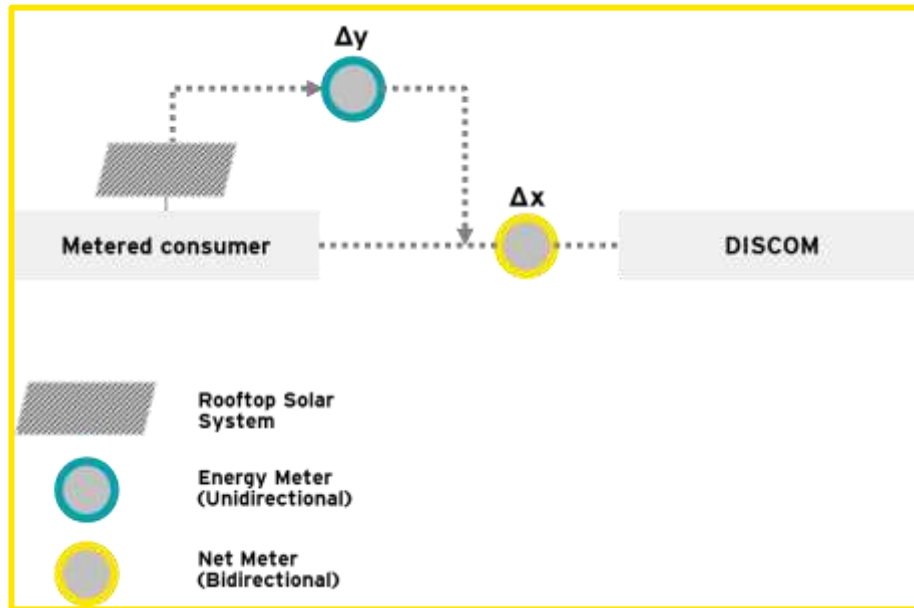 Δy
Δx
Metered consumer
DISCOM
Rooftop Solar
System
Energy Meter
(Unidirectional)
Net Meter
(Bidirectional)